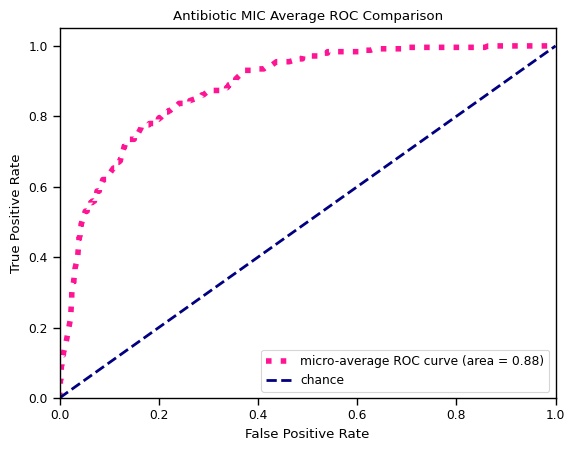 Antibiotic MIC Average ROC Comparison
True Positive Rate
1.0
0.8
0.6
0.4
0.2
0.0
micro-average ROC curve (area = 0.88)
chance
0.0 0.2 0.4 0.6 0.8 1.0
False Positive Rate